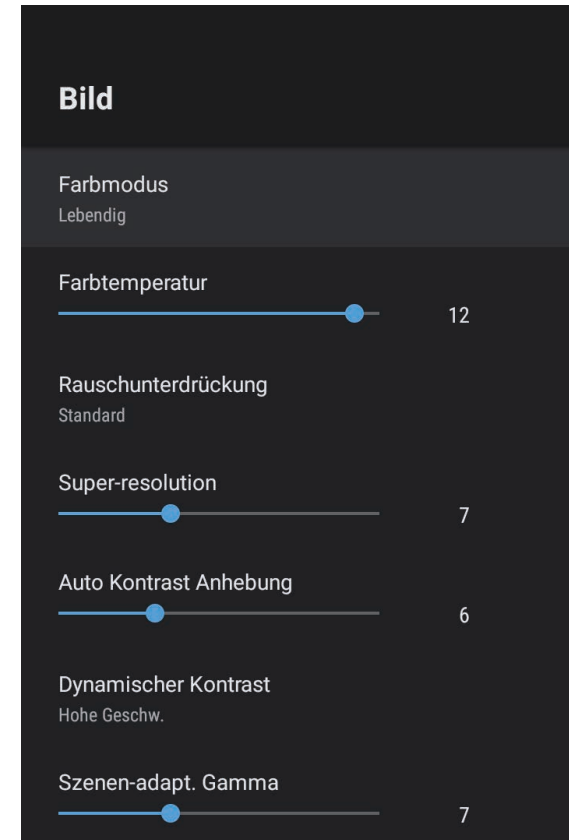 Bild
Farbmodus
Lebendig
Farbtemperatur
12
Rauschunterdrückung
Standard
Super-resolution
7
Auto Kontrast Anhebung
6
Dynamischer Kontrast
Hohe Geschw.
Szenen-adapt. Gamma
7